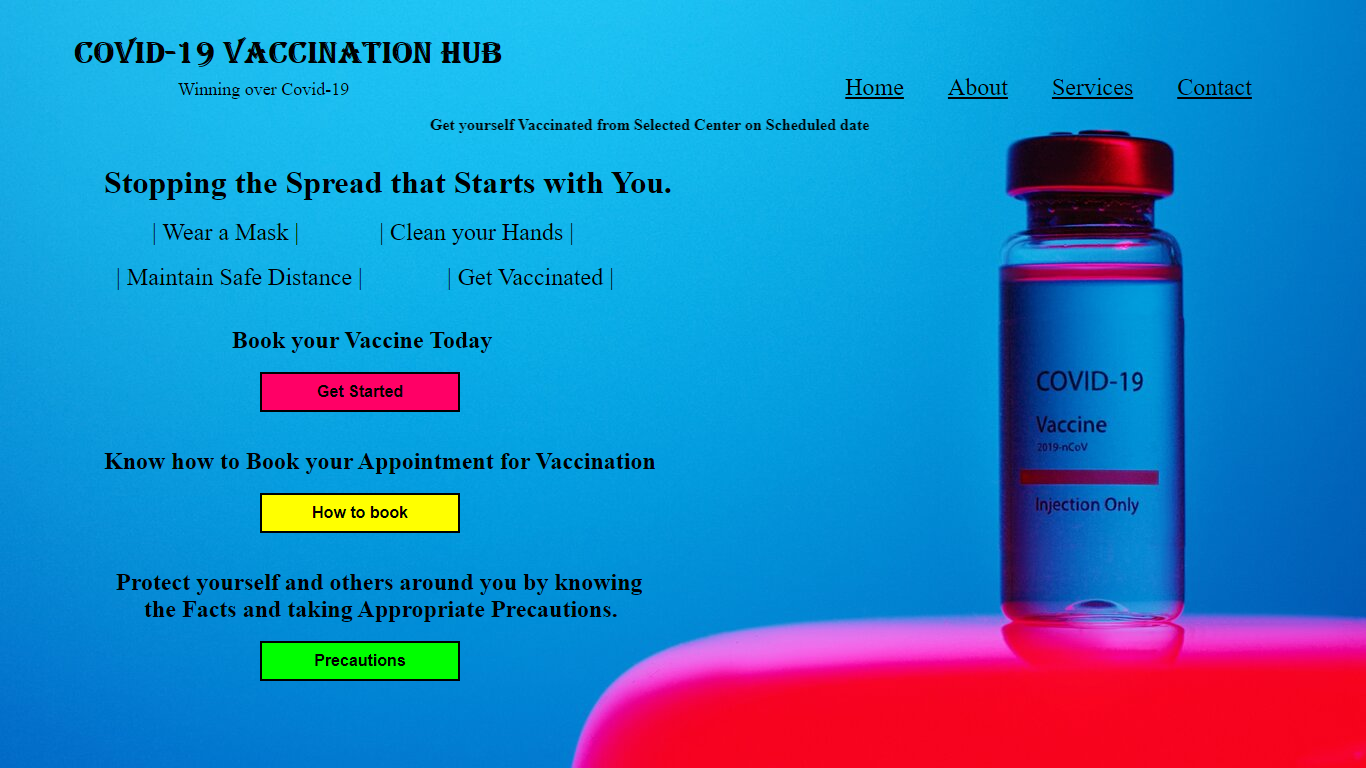 COVID-19 VACCINATION HUB
Winning over Covid-19
Home About Services Contact
Get yourself Vaccinated from Selected Center on Scheduled date
Stopping the Spread that Starts with You.
| Wear a Mask | | Clean your Hands |
| Maintain Safe Distance | | Get Vaccinated |
Book your Vaccine Today
Get Started
Know how to Book your Appointment for Vaccination
How to book
Protect yourself and others around you by knowing
the Facts and taking Appropriate Precautions.
Precautions
COVID-19
Vaccine
2019-nCoV
Injection Only